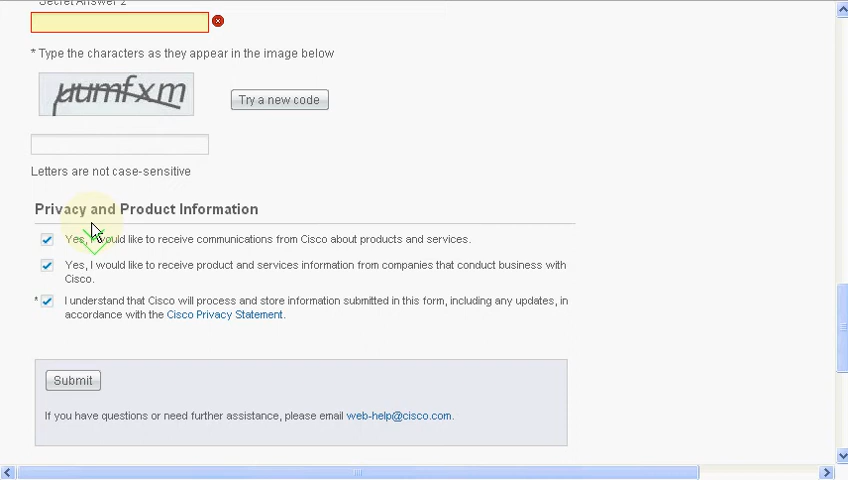 Secret Answer 2
* Type the characters as they appear in the image below
Try a new code
Letters are not case-sensitive
Privacy and Product Information
Yes, I would like to receive communications from Cisco about products and services.
Yes, I would like to receive product and services information from companies that conduct business with
Cisco.
* I understand that Cisco will process and store information submitted in this form, including any updates, in
accordance with the Cisco Privacy Statement.
Submit
If you have questions or need further assistance, please email web-help@cisco.com.